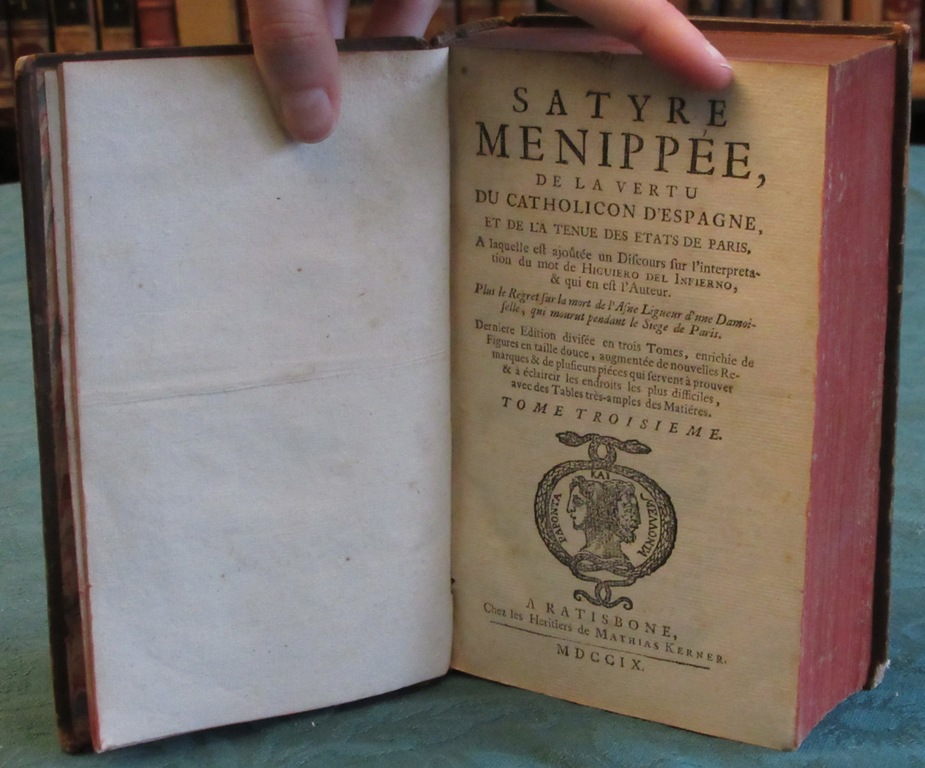 SATYRE
MENIPPÉE,
DE LA VERTU
DU CATHOLICON D'ESPAGNE,
ET DE LA TENUE DES ETATS DE PARIS,
A laquelle eſt ajoûtée un Diſcours ſur l'interpreta-
tion du mot de HIGUIERO DEL INFIERNO,
& qui en eſt l'Auteur.
Plus le Regret ſur la mort de l'Aſne Ligueur d'une Damoi-
ſelle, qui mourut pendant le Siege de Paris.
Derniere Edition diviſée en trois Tomes, enrichie de
Figures en taille douce, augmentée de nouvelles Re-
marques & de pluſieurs piéces qui ſervent à prouver
& à éclaircir les endroits les plus difficiles,
avec des Tables très-amples des Matiéres.
TOME TROISIEME.
KAI
A RATISBONE,
Chez les Heritiers de MATHIAS KERNER.
MDCCIX.